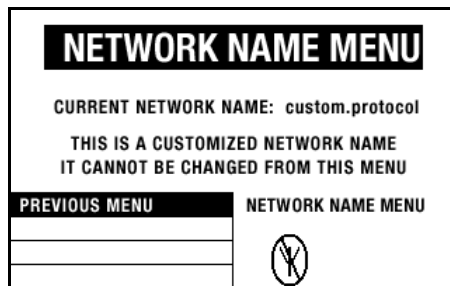 NETWORK NAME MENU
CURRENT NETWORK NAME: custom.protocol
THIS IS A CUSTOMIZED NETWORK NAME
IT CANNOT BE CHANGED FROM THIS MENU
PREVIOUS MENU
NETWORK NAME MENU